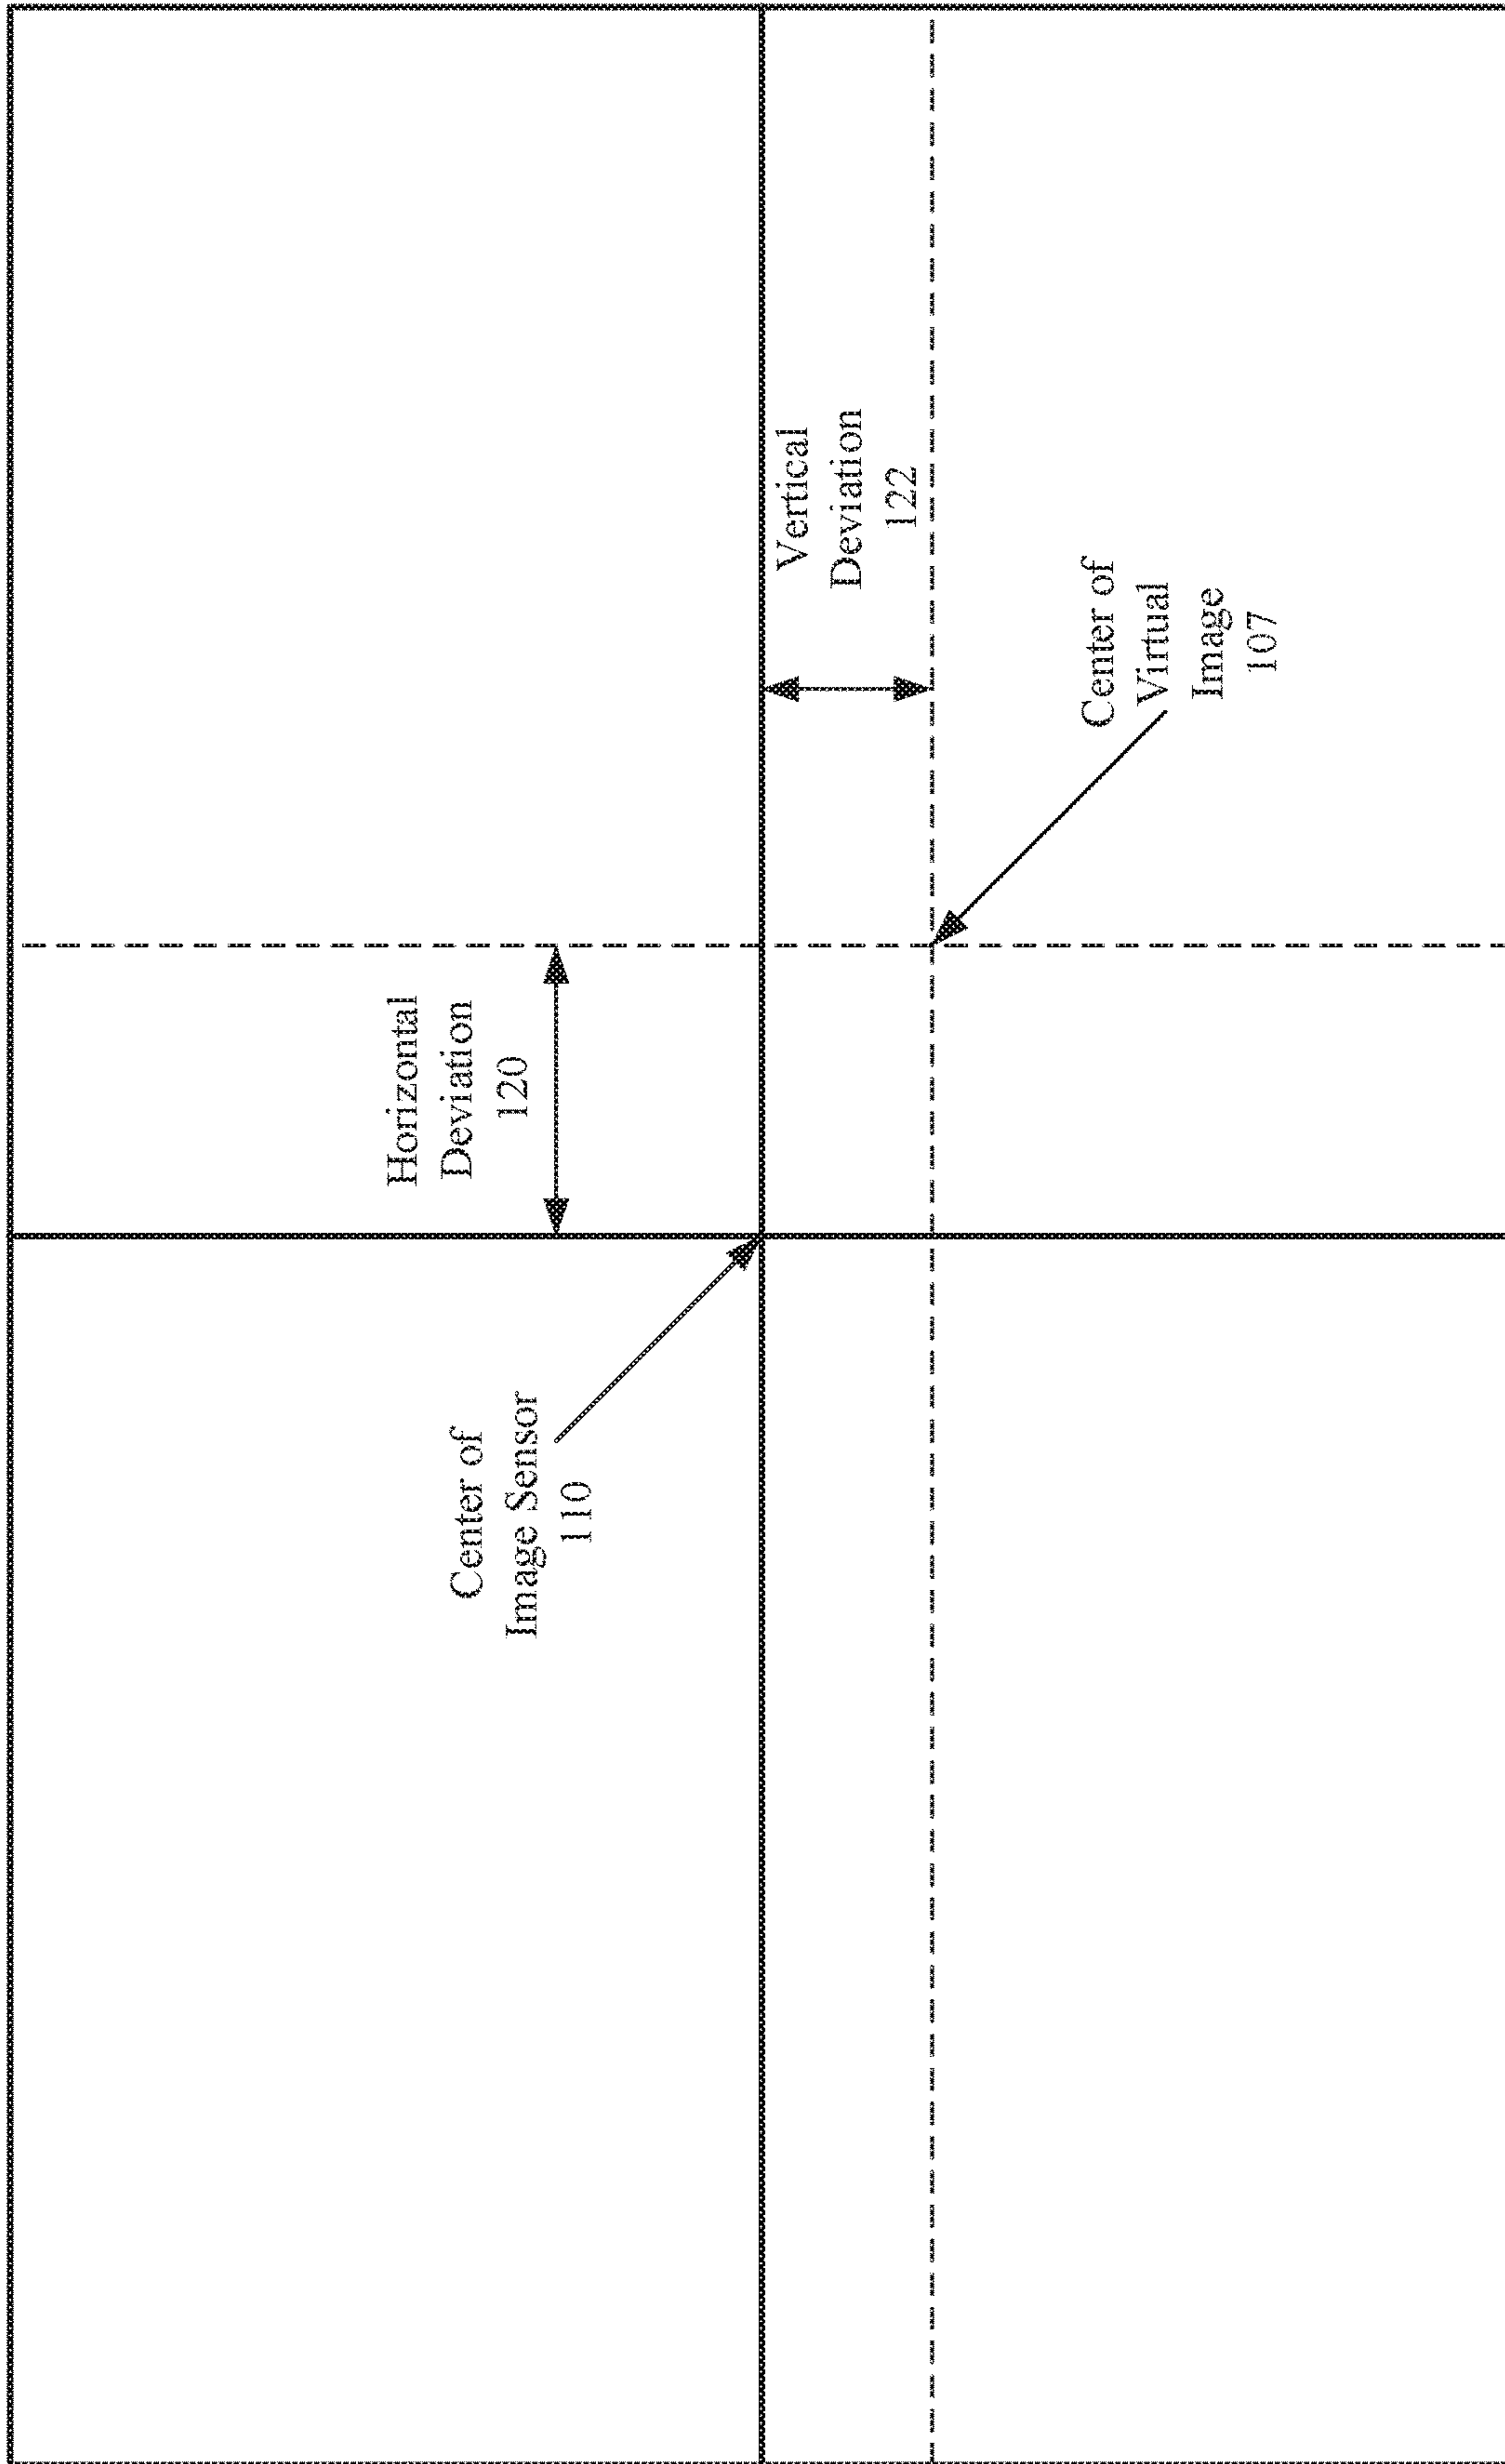 Center of
Image Sensor
110
Horizontal
Deviation
120
Vertical
Deviation
122
Center of
Virtual
Image
107